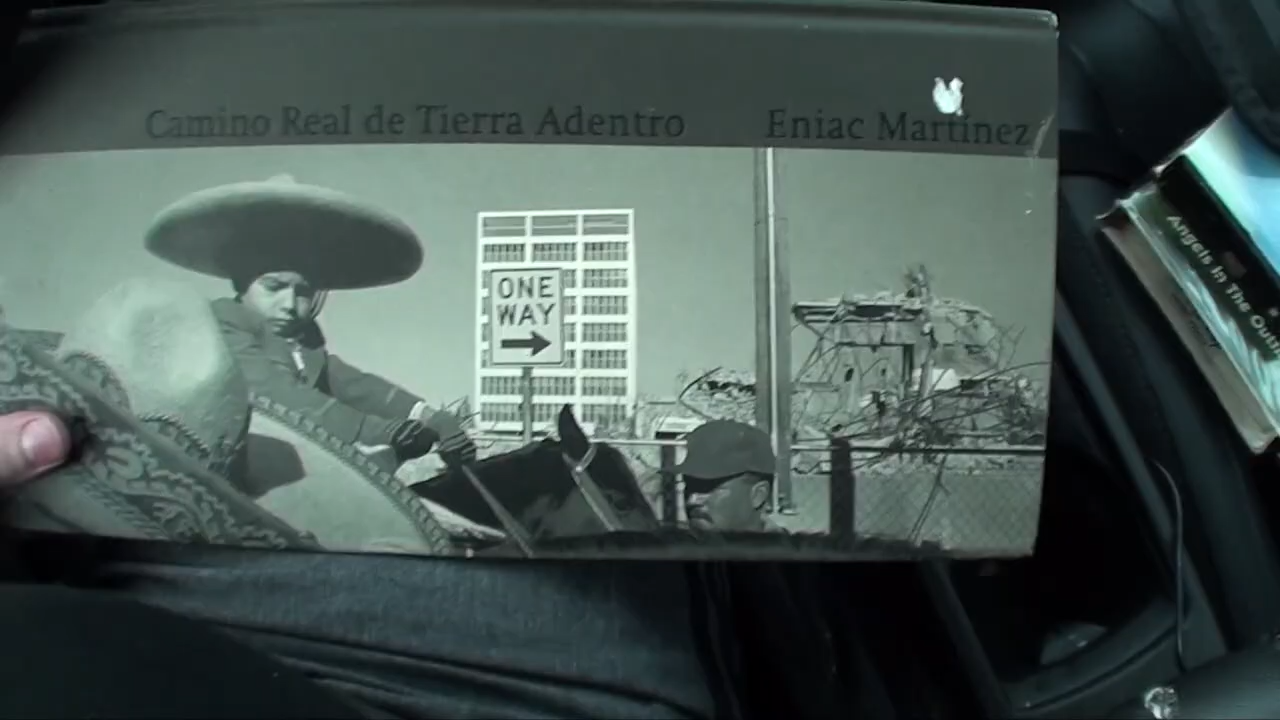 Camino Real de Tierra Adentro
Eniac Martínez
ONE
WAY
Angels In The